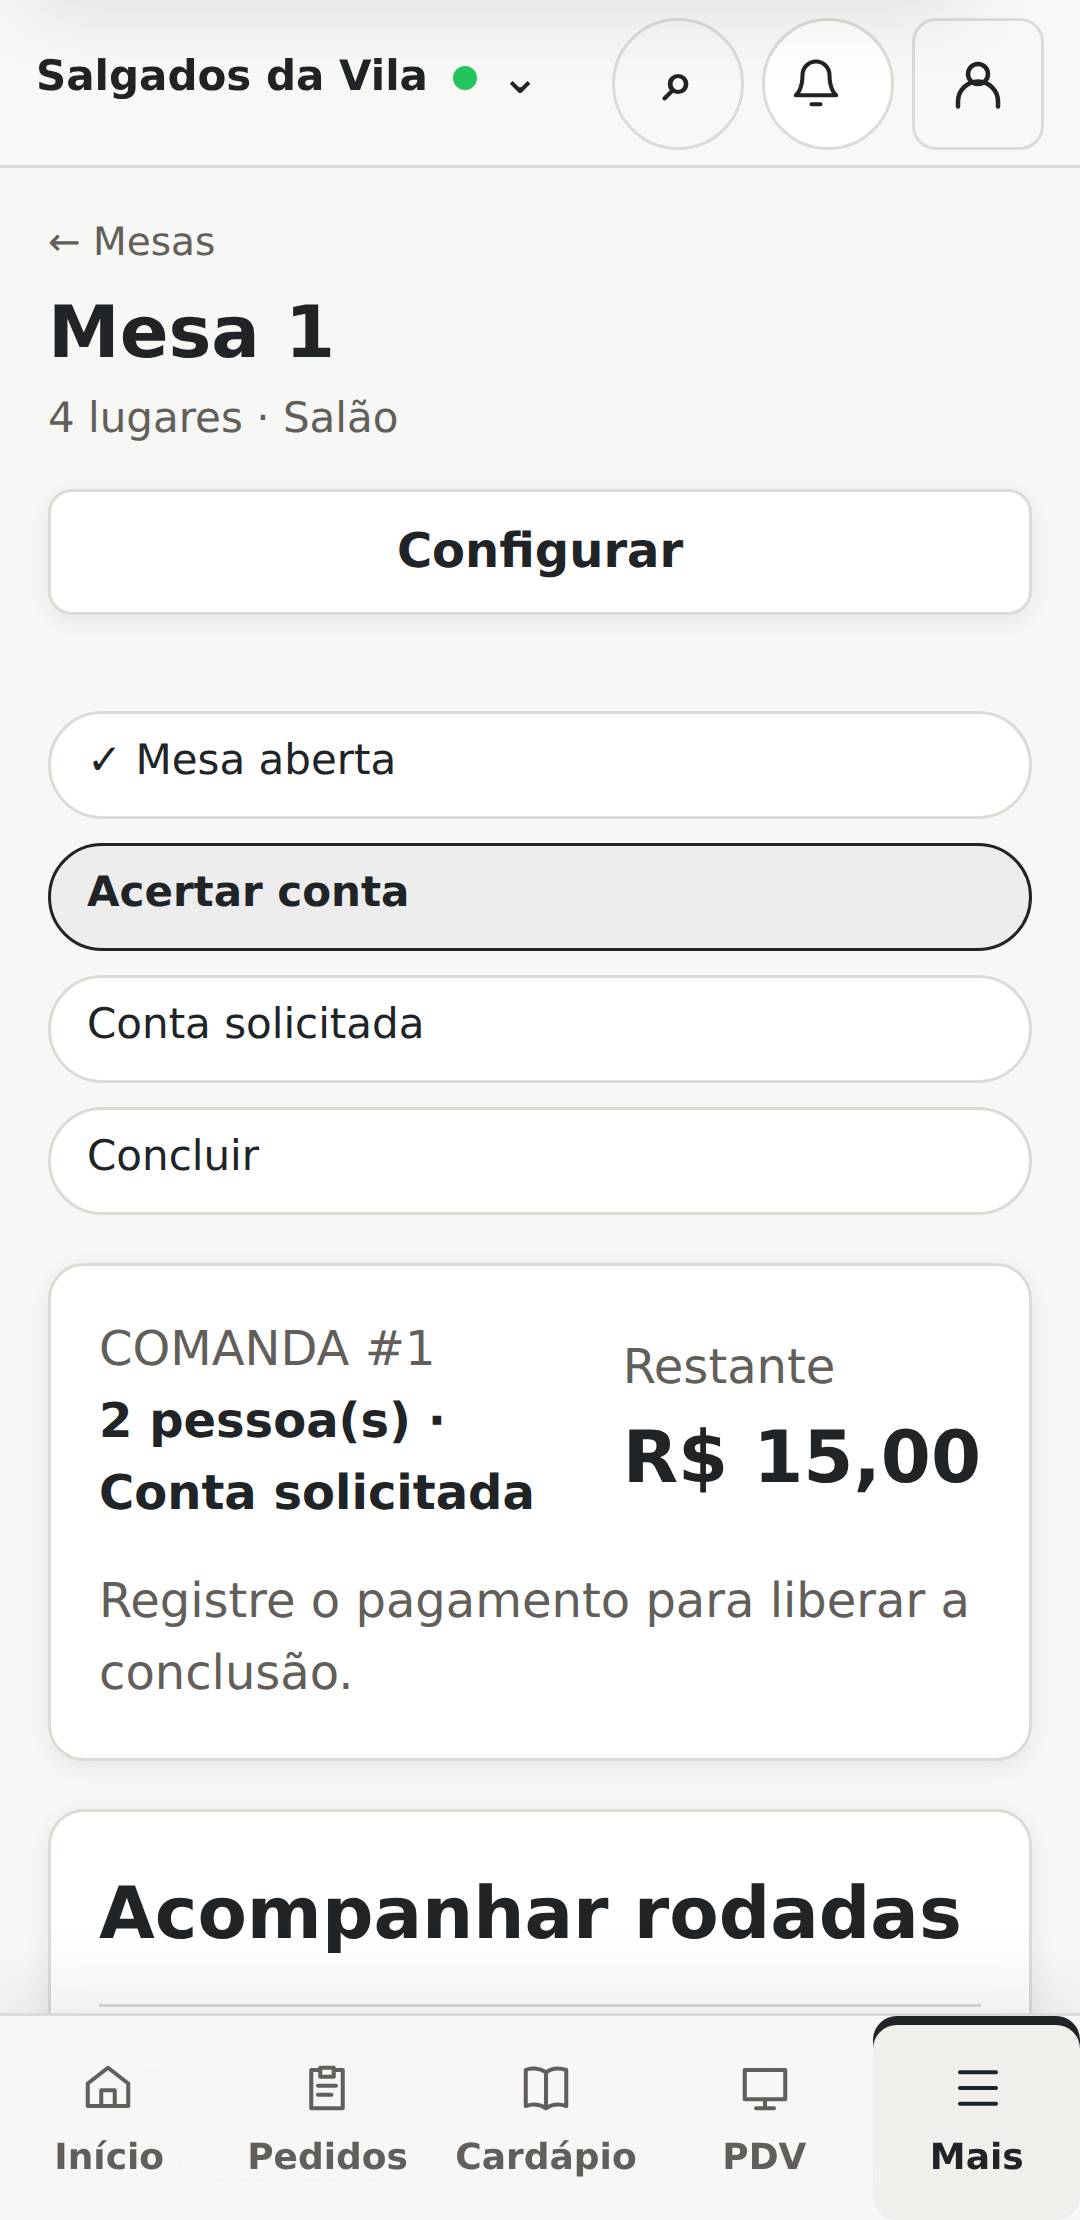 Salgados da Vila
← Mesas
Mesa 1
4 lugares · Salão
Configurar
✓ Mesa aberta
Acertar conta
Conta solicitada
Concluir
COMANDA #1
2 pessoa(s) ·
Conta solicitada
Restante
R$ 15,00
Registre o pagamento para liberar a
conclusão.
Acompanhar rodadas
Início
Pedidos
Cardápio
PDV
Mais